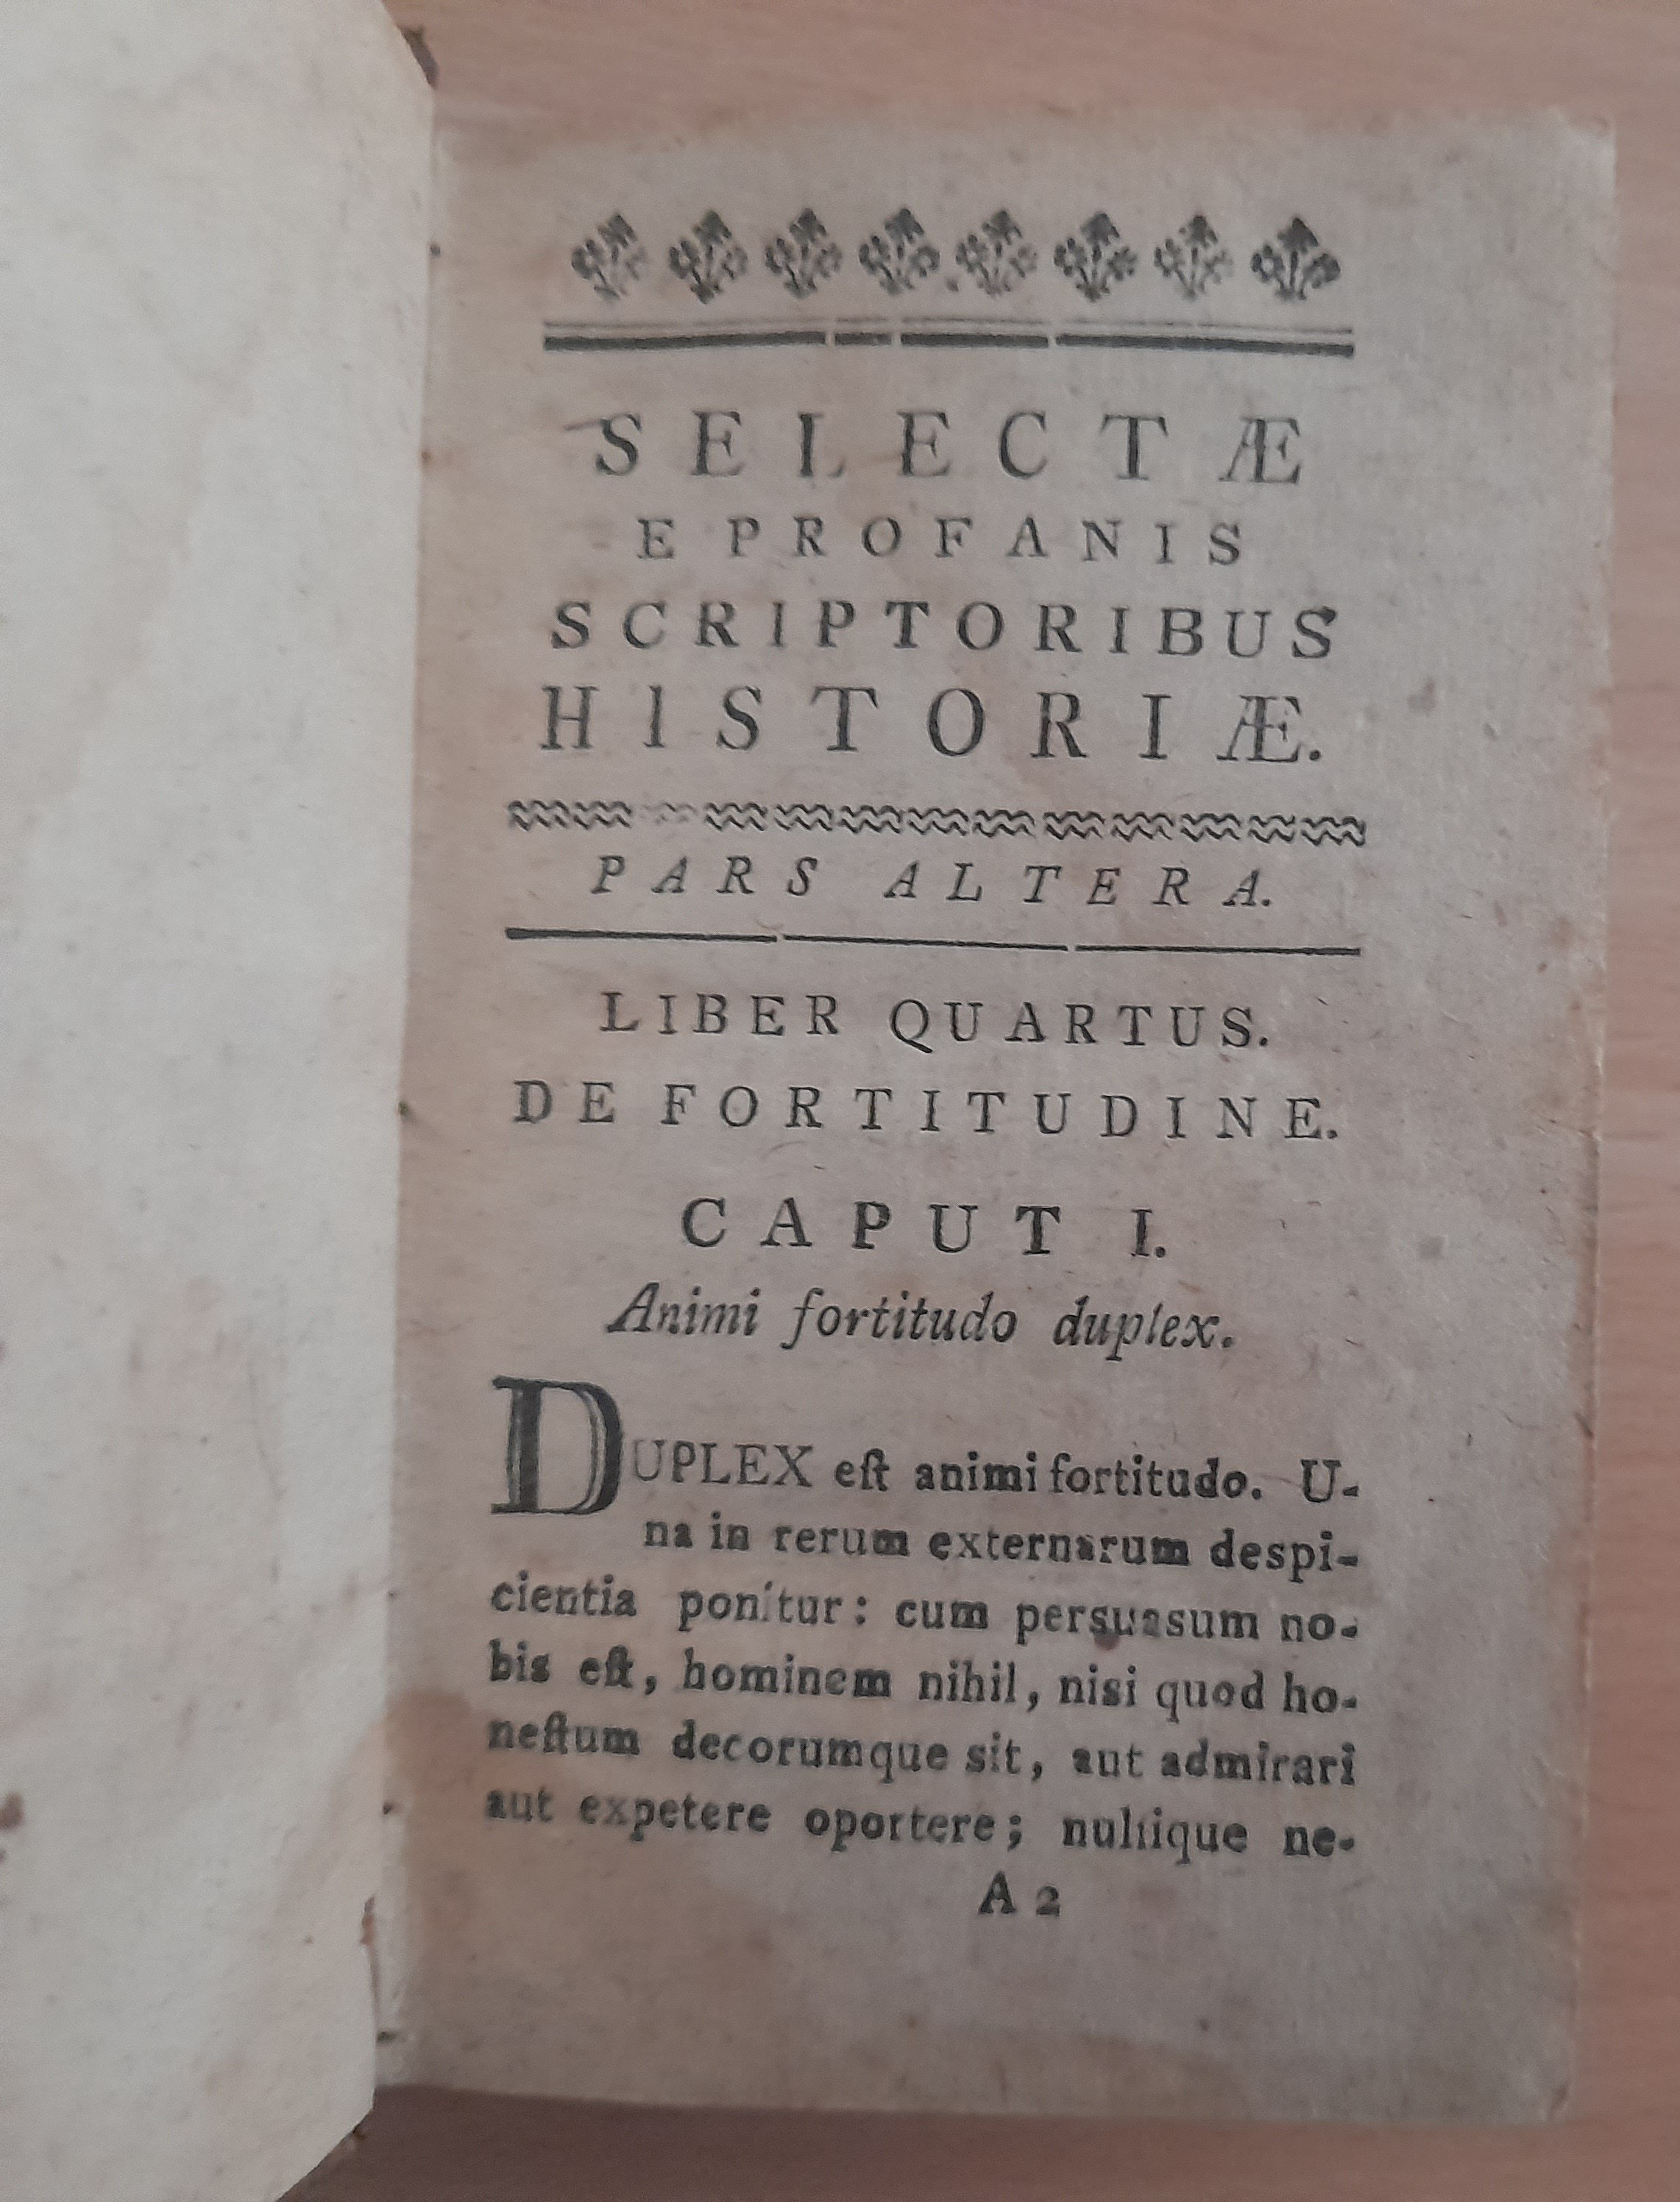 SELECTÆ
E PROFANIS
SCRIPTORIBUS
HISTORIÆ.
PARS ALTERA.
LIBER QUARTUS.
DE FORTITUDINE.
CAPUT I.
Animi fortitudo duplex.
DUPLEX eſt animi fortitudo. U-
na in rerum externarum despi-
cientia ponitur: cum persuasum no-
bis eſt, hominem nihil, nisi quod ho-
neſtum decorumque sit, aut admirari
aut expetere oportere; nullique ne-
A 2